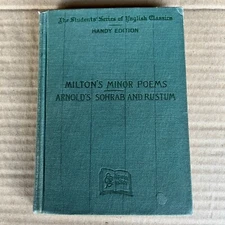 The Students' Series of English Classics
HANDY EDITION
MILTON'S MINOR POEMS
ARNOLD'S SOHRAB AND RUSTUM